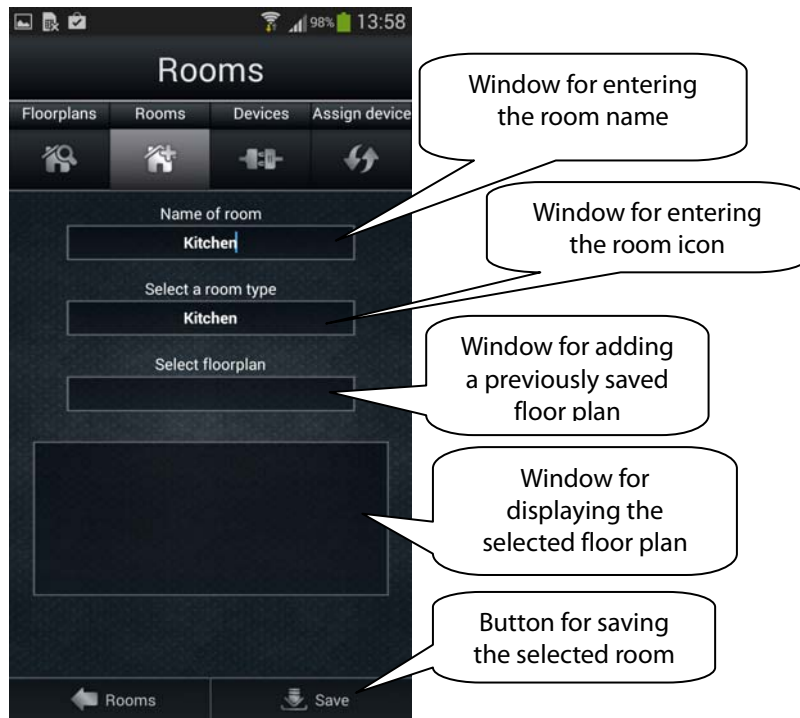 98% 13:58
Rooms
Floorplans Rooms Devices Assign device
Name of room
Kitchen
Select a room type
Kitchen
Select floorplan
Rooms
Save
Window for entering
the room name
Window for entering
the room icon
Window for adding
a previously saved
floor plan
Window for
displaying the
selected floor plan
Button for saving
the selected room